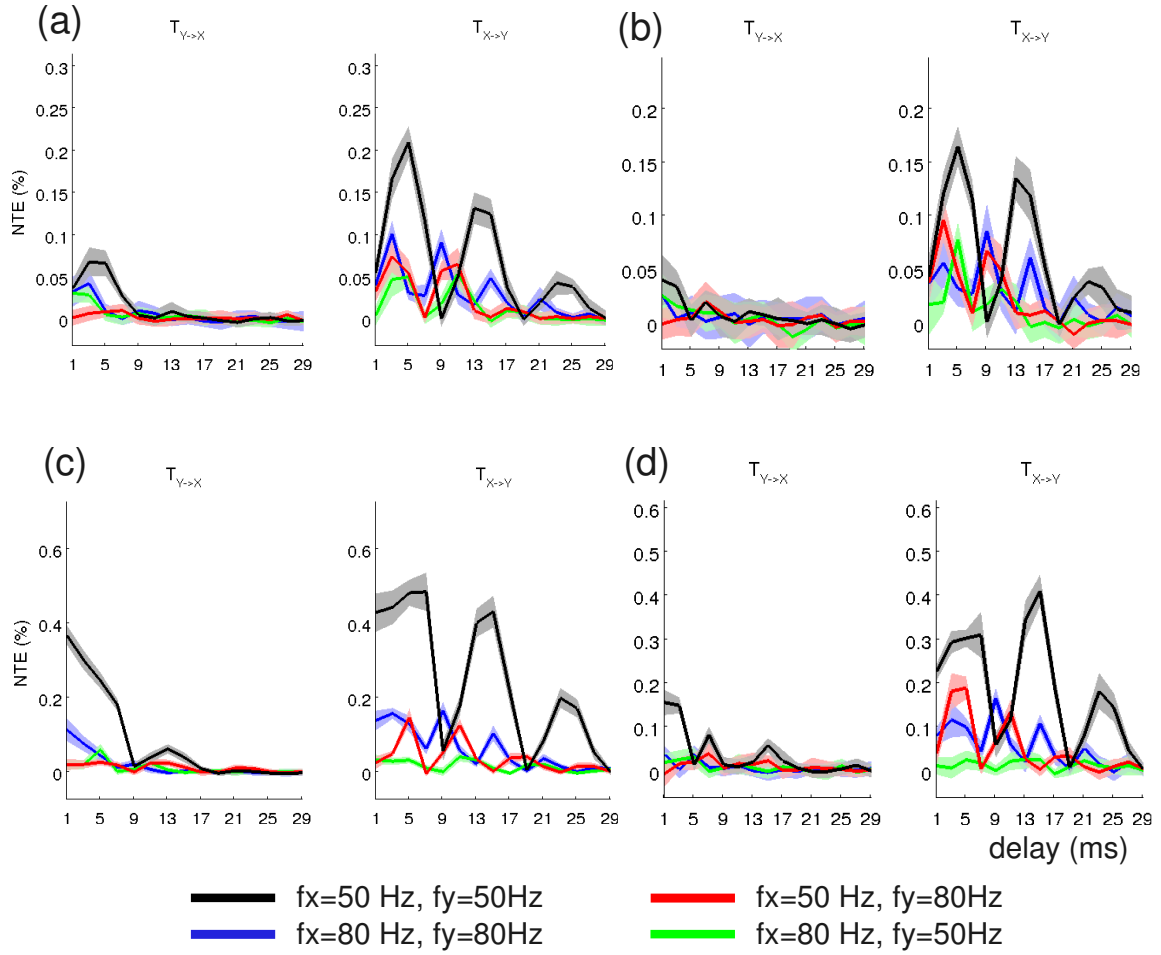 (a) T_{Y->X} T_{X->Y} (b) T_{Y->X} T_{X->Y}
0.3 0.3
0.25 0.25
0.2 0.2 0.2 0.2
0.15 0.15 0.15 0.15
0.1 0.1 0.1 0.1
0.05 0.05 0.05 0.05
0 0 0 0
NTE (%)
1 5 9 13 17 21 25 29 1 5 9 13 17 21 25 29 1 5 9 13 17 21 25 29 1 5 9 13 17 21 25 29
(c) T_{Y->X} T_{X->Y} (d) T_{Y->X} T_{X->Y}
0.6 0.6 0.6 0.6
0.5 0.5
0.4 0.4 0.4 0.4
0.3 0.3
0.2 0.2 0.2 0.2
0.1 0.1
0 0 0 0
NTE (%)
1 5 9 13 17 21 25 29 1 5 9 13 17 21 25 29 1 5 9 13 17 21 25 29 1 5 9 13 17 21 25 29
delay (ms)
fx=50 Hz, fy=50Hz fx=50 Hz, fy=80Hz
fx=80 Hz, fy=80Hz fx=80 Hz, fy=50Hz